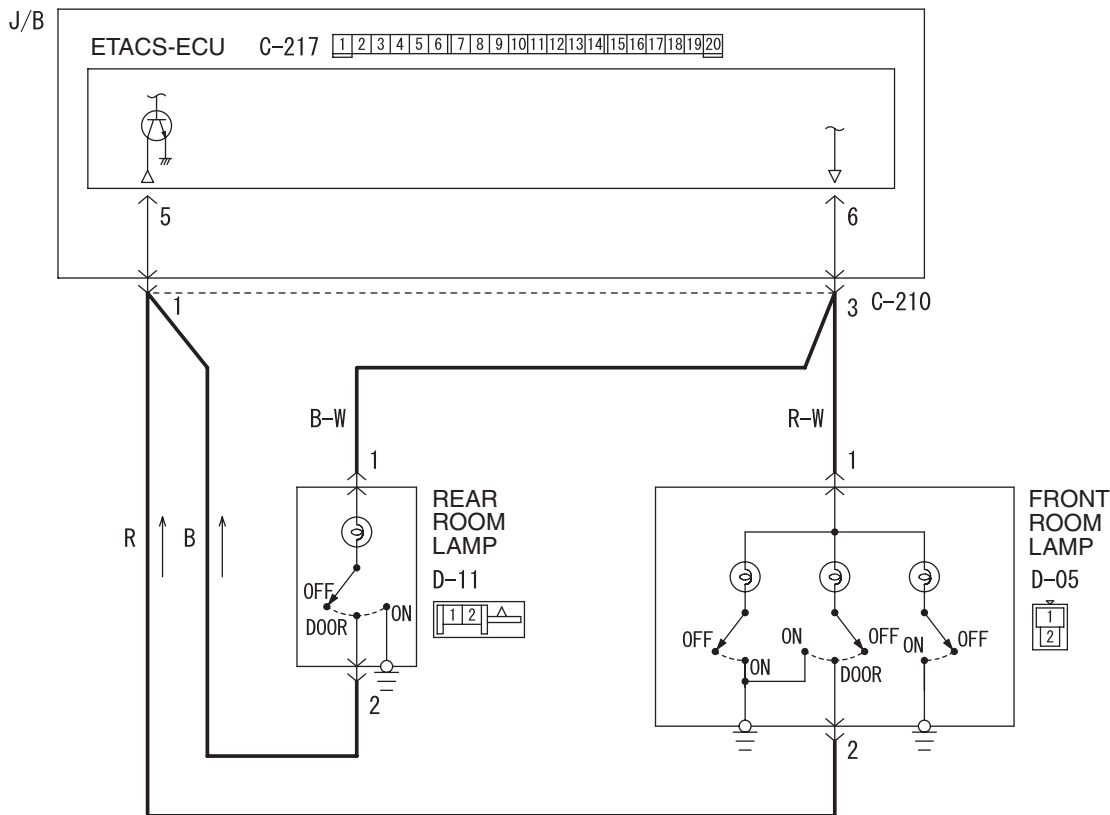 J/B
ETACS-ECU C-217 1 2 3 4 5 6 7 8 9 10 11 12 13 14 15 16 17 18 19 20
5 6
1 3 C-210
B-W R-W
1 1
REAR
ROOM
LAMP
D-11
1 2
FRONT
ROOM
LAMP
D-05
1
2
R B
OFF
DOOR
ON
OFF
ON
ON
OFF
DOOR
ON
OFF
2
2